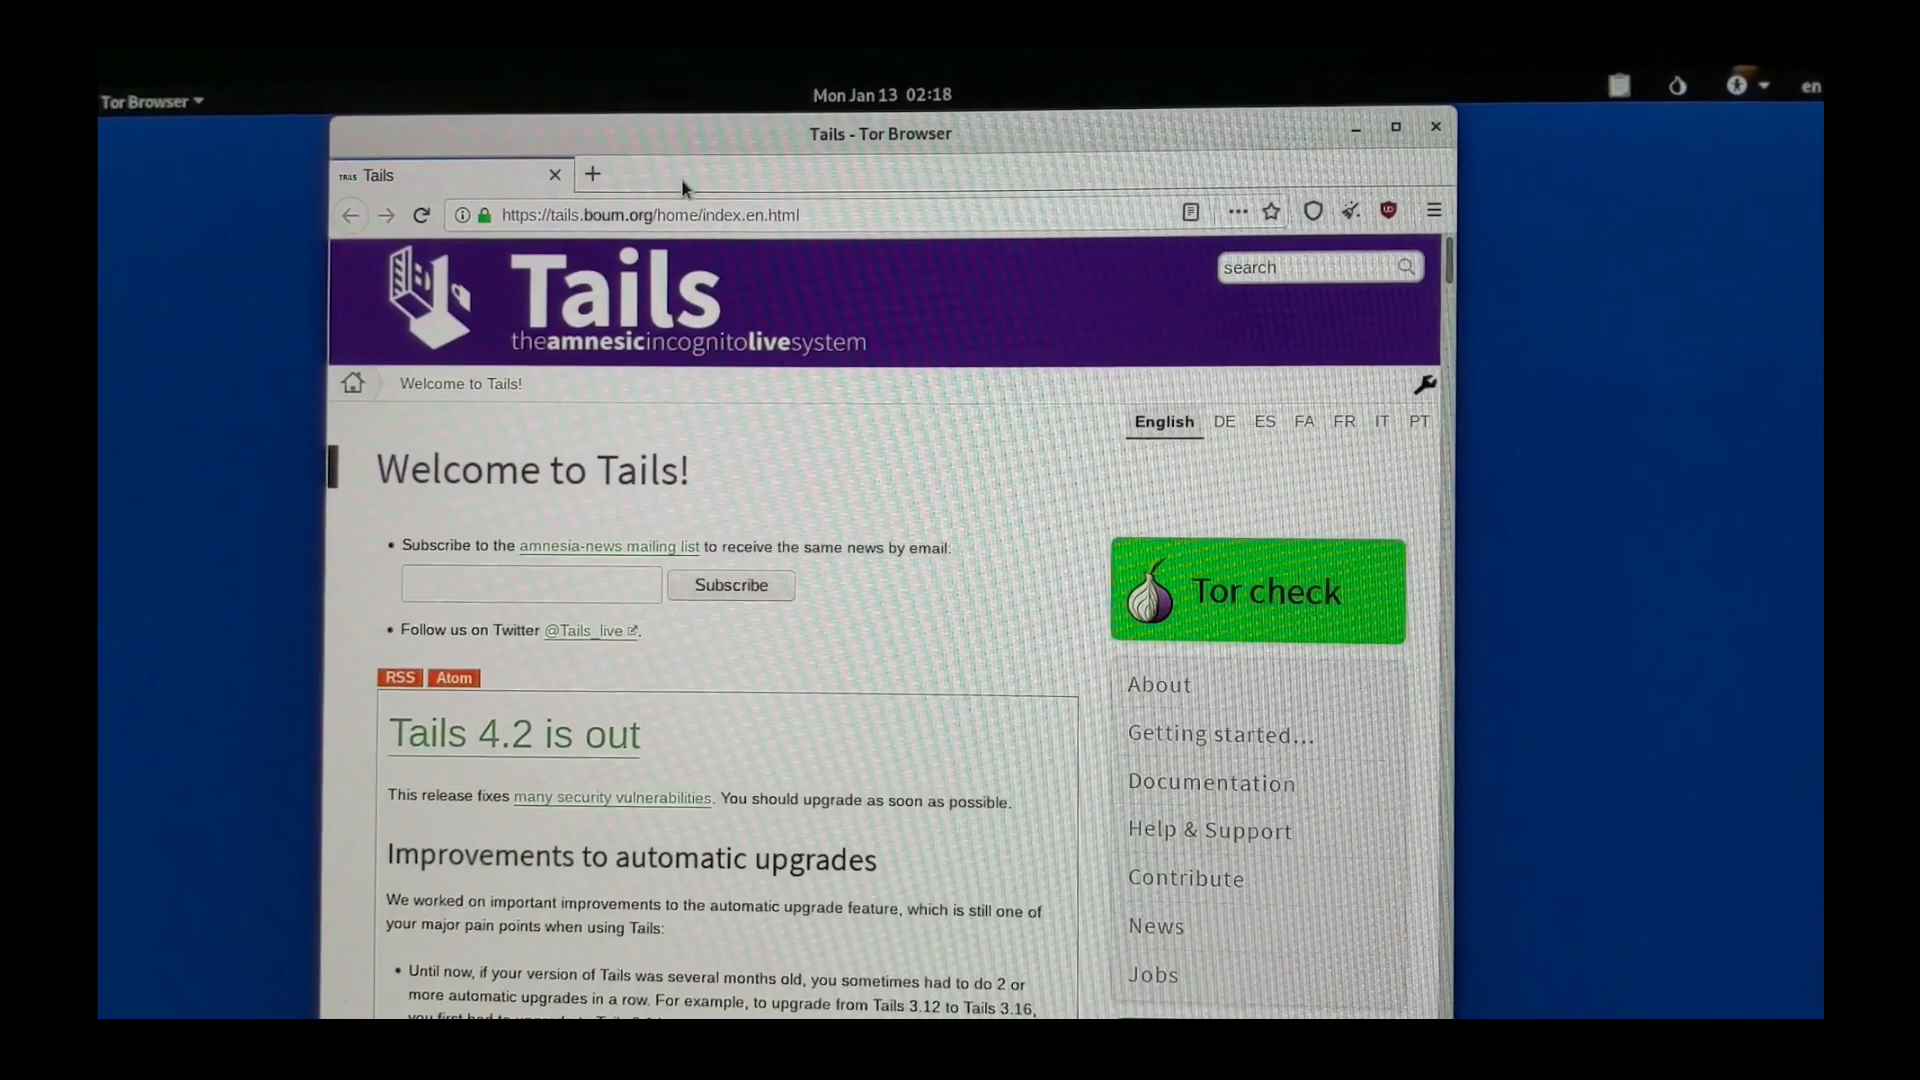 Tor Browser
Mon Jan 13 02:18
en
Tails - Tor Browser
TAILS Tails
https://tails.boum.org/home/index.en.html
Tails
search
theamnesicincognitolivesystem
Welcome to Tails!
English DE ES FA FR IT PT
Welcome to Tails!
Subscribe to the amnesia-news mailing list to receive the same news by email:
Subscribe
Follow us on Twitter @Tails_live.
Tor check
RSS Atom
Tails 4.2 is out
This release fixes many security vulnerabilities. You should upgrade as soon as possible.
Improvements to automatic upgrades
We worked on important improvements to the automatic upgrade feature, which is still one of
your major pain points when using Tails:
Until now, if your version of Tails was several months old, you sometimes had to do 2 or
more automatic upgrades in a row. For example, to upgrade from Tails 3.12 to Tails 3.16,
About
Getting started...
Documentation
Help & Support
Contribute
News
Jobs